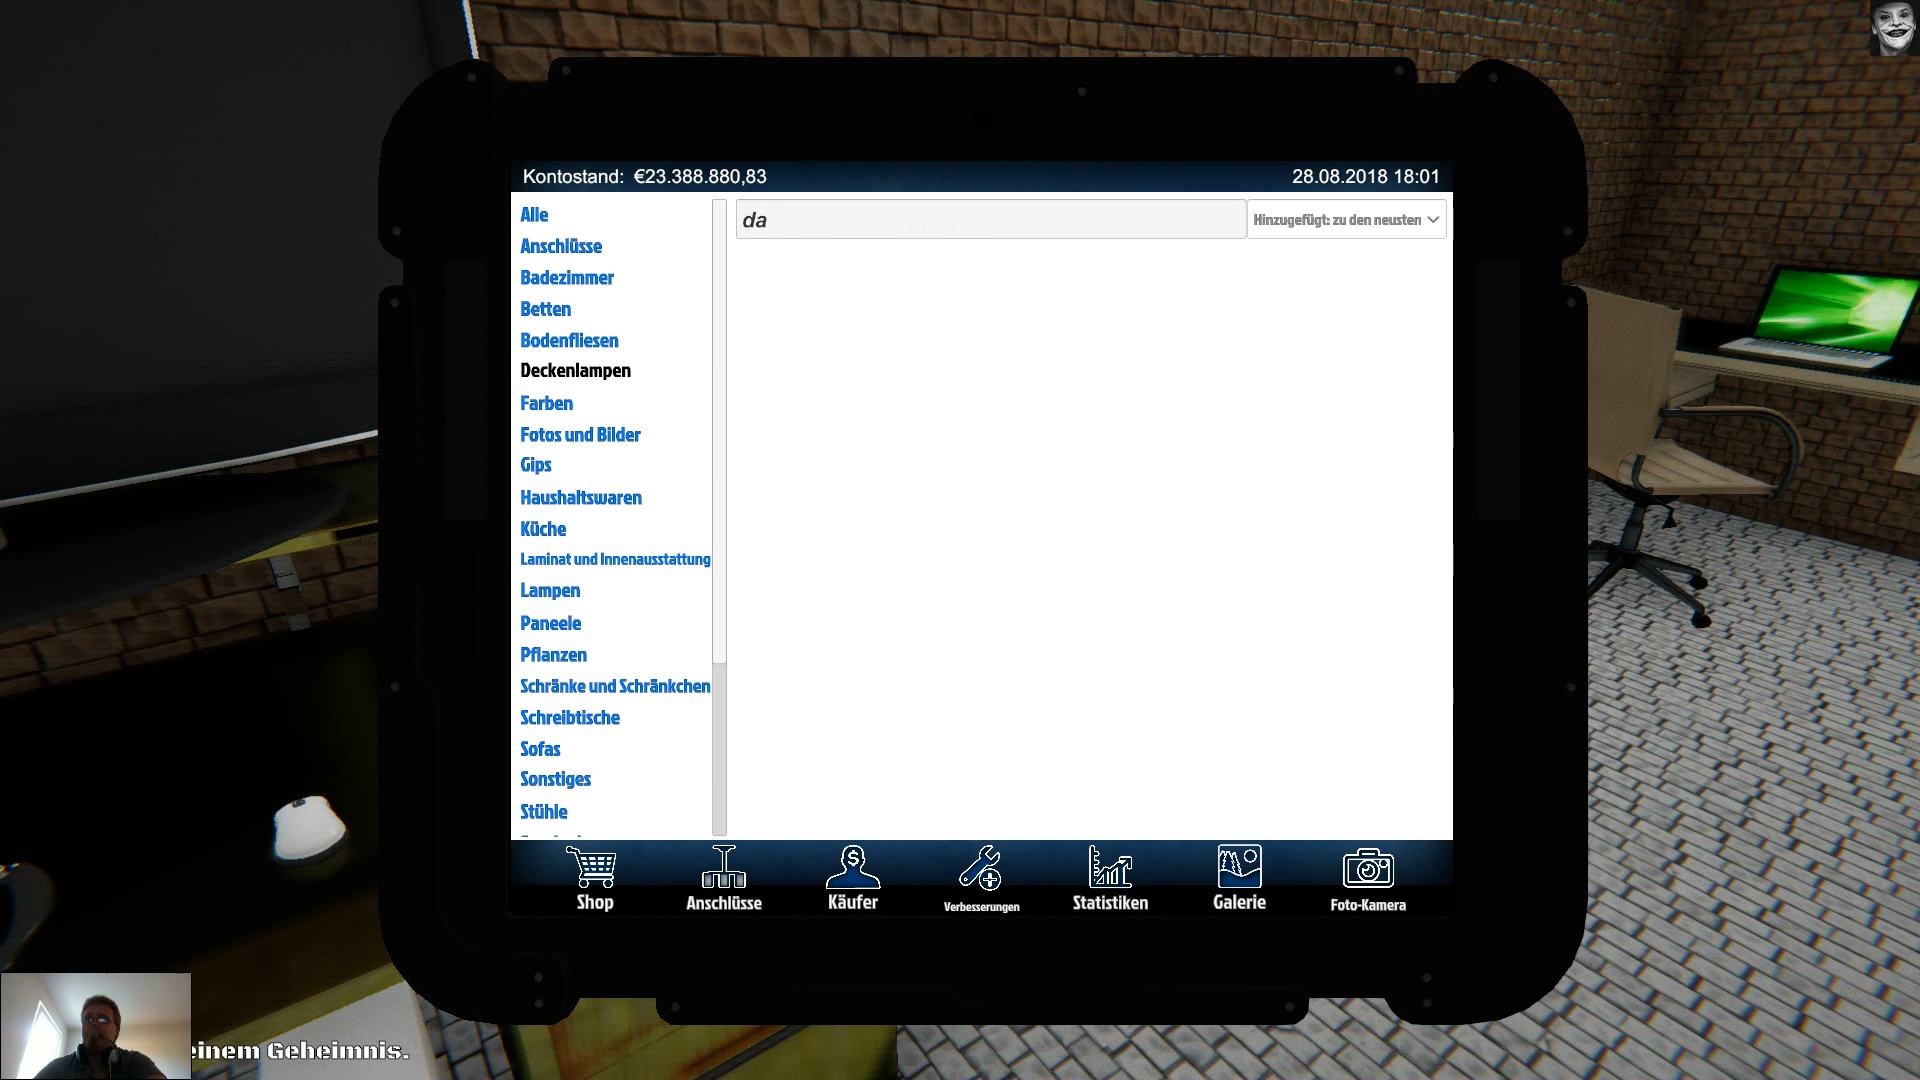 Kontostand: €23.388.880,83
28.08.2018 18:01
da
Hinzugefügt: zu den neusten
Alle
Anschlüsse
Badezimmer
Betten
Bodenfliesen
Deckenlampen
Farben
Fotos und Bilder
Gips
Haushaltswaren
Küche
Laminat und Innenausstattung
Lampen
Paneele
Pflanzen
Schränke und Schränkchen
Schreibtische
Sofas
Sonstiges
Stühle
Shop
Anschlüsse
Käufer
Verbesserungen
Statistiken
Galerie
Foto-Kamera
einem Geheimnis.